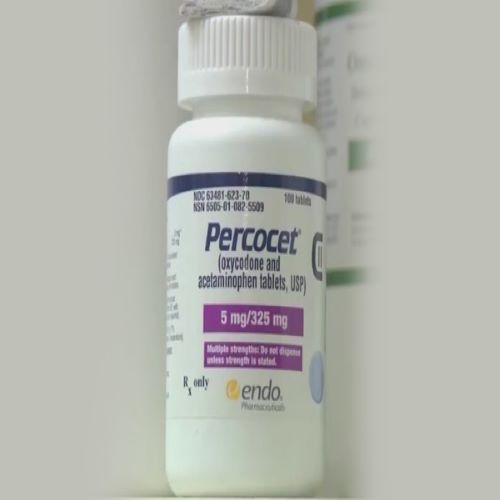 NDC 63481-623-70
NSN 6505-01-082-5509
100 tablets
Percocet®
CII
(oxycodone and
acetaminophen tablets, USP)
5 mg/325 mg
Multiple strengths: Do not dispense
unless strength is stated.
Rx only
endo.
Pharmaceuticals